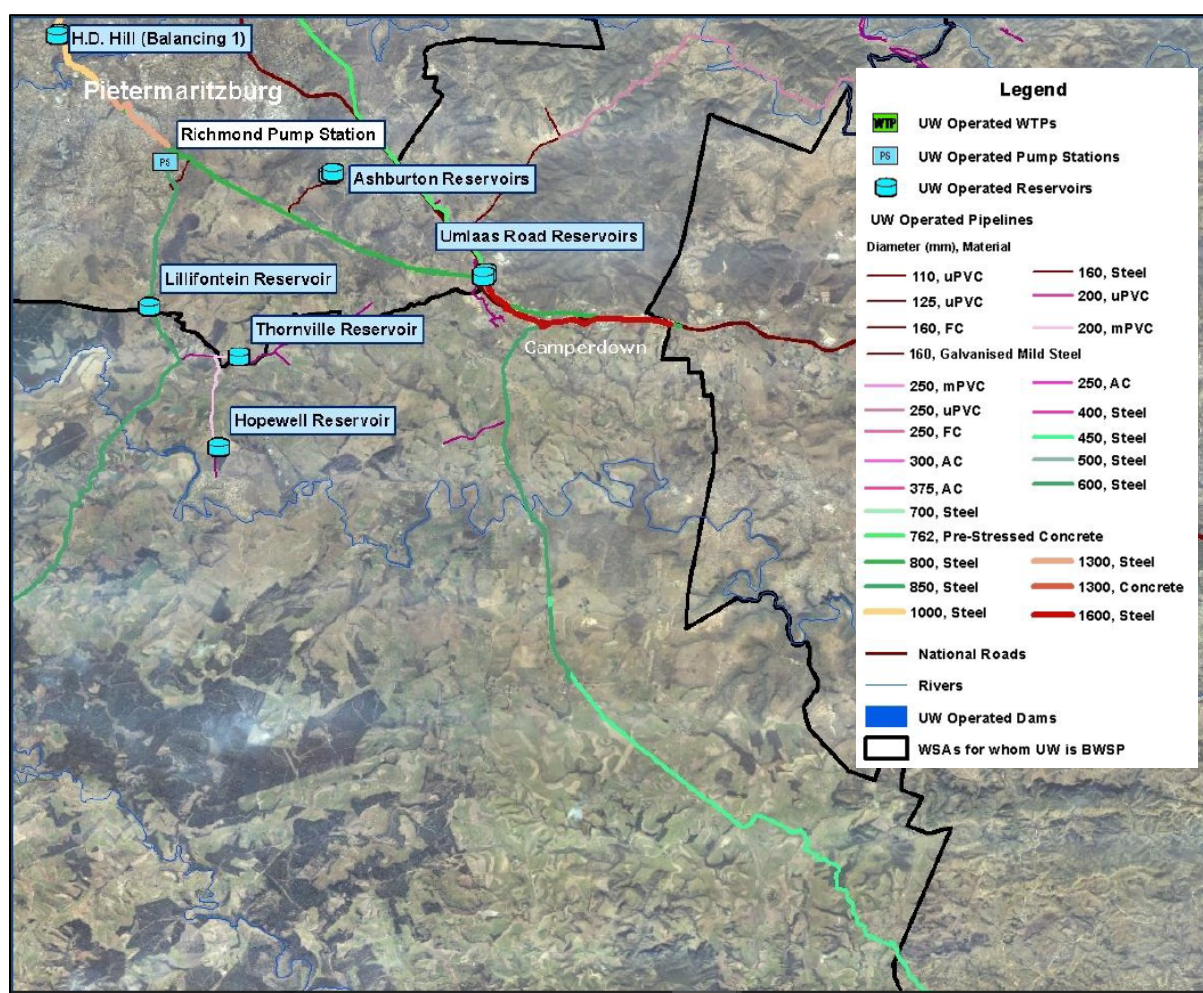 H.D. Hill (Balancing 1)
Pietermaritzburg
Richmond Pump Station
PS
Ashburton Reservoirs
Umlaas Road Reservoirs
Lillifontein Reservoir
Thornville Reservoir
Camperdown
Hopewell Reservoir
Legend
WTP UW Operated WTPs
PS UW Operated Pump Stations
UW Operated Reservoirs
UW Operated Pipelines
Diameter (mm), Material
110, uPVC
160, Steel
125, uPVC
200, uPVC
160, FC
200, mPVC
160, Galvanised Mild Steel
250, mPVC
250, AC
250, uPVC
400, Steel
250, FC
450, Steel
300, AC
500, Steel
375, AC
600, Steel
700, Steel
762, Pre-Stressed Concrete
800, Steel
1300, Steel
850, Steel
1300, Concrete
1000, Steel
1600, Steel
National Roads
Rivers
UW Operated Dams
WSAs for whom UW is BWSP